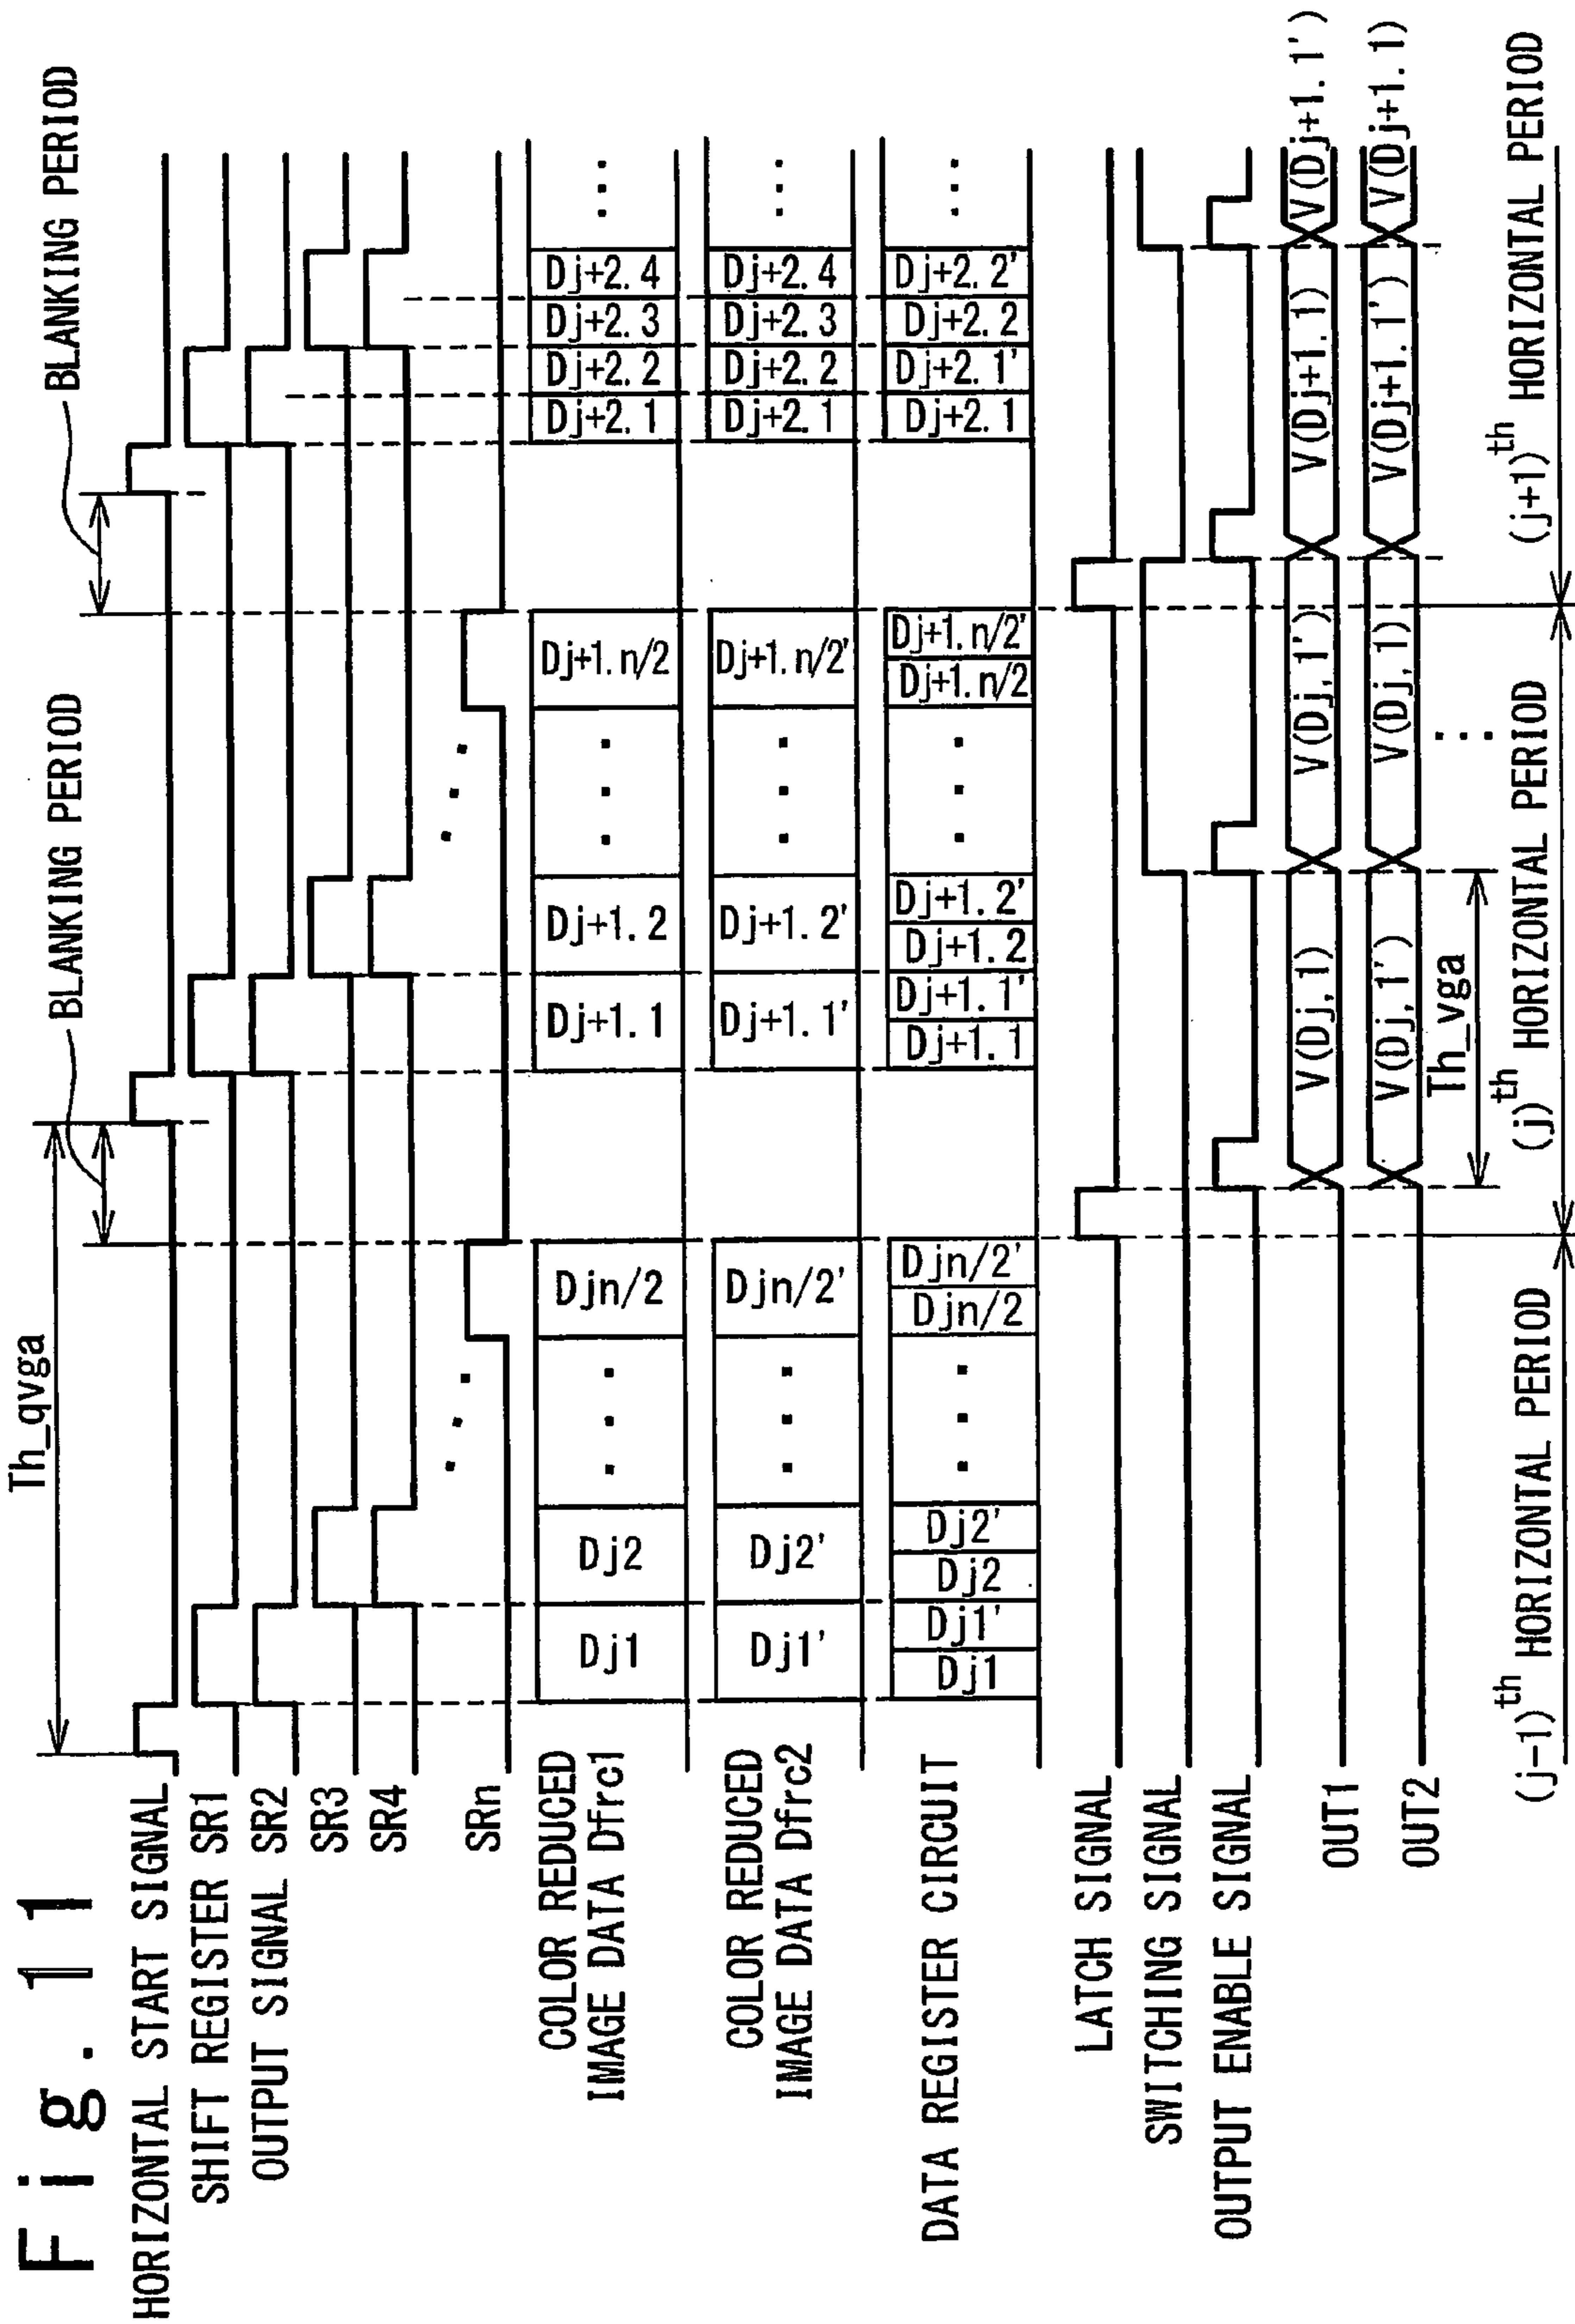 Fig. 11
Th_qvga
BLANKING PERIOD
BLANKING PERIOD
HORIZONTAL START SIGNAL
SHIFT REGISTER SR1
OUTPUT SIGNAL SR2
SR3
SR4
SRn
COLOR REDUCED
IMAGE DATA Dfrc1
Dj1
Dj2
. . .
Djn/2
Dj+1. 1
Dj+1. 2
. . .
Dj+1. n/2
Dj+2. 1
Dj+2. 2
Dj+2. 3
Dj+2. 4
. . .
COLOR REDUCED
IMAGE DATA Dfrc2
Dj1'
Dj2'
. . .
Djn/2'
Dj+1. 1'
Dj+1. 2'
. . .
Dj+1. n/2'
Dj+2. 1
Dj+2. 2
Dj+2. 3
Dj+2. 4
. . .
DATA REGISTER CIRCUIT
Dj1
Dj1'
Dj2
Dj2'
. . .
Djn/2
Djn/2'
Dj+1. 1
Dj+1. 1'
Dj+1. 2
Dj+1. 2'
. . .
Dj+1. n/2
Dj+1. n/2'
Dj+2. 1
Dj+2. 1'
Dj+2. 2
Dj+2. 2'
. . .
LATCH SIGNAL
SWITCHING SIGNAL
OUTPUT ENABLE SIGNAL
OUT1
V(Dj, 1)
V(Dj, 1')
V(Dj+1. 1)
V(Dj+1. 1')
OUT2
V(Dj, 1')
V(Dj, 1)
V(Dj+1. 1')
V(Dj+1. 1)
Th_vga
. . .
(j-1)th HORIZONTAL PERIOD
(j)th HORIZONTAL PERIOD
(j+1)th HORIZONTAL PERIOD